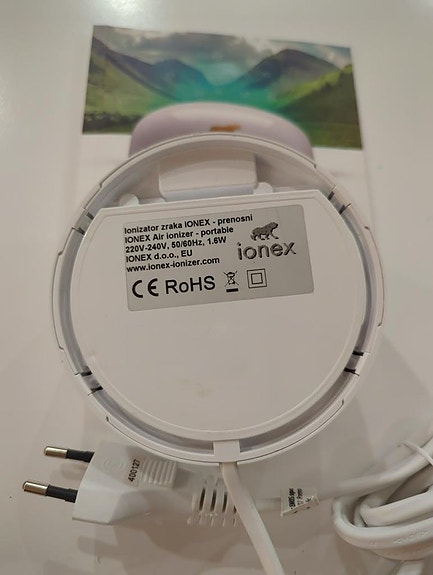 Ionizator zraka IONEX - prenosni
IONEX Air ionizer - portable
220V-240V, 50/60Hz, 1.6W
IONEX d.o.o., EU
www.ionex-ionizer.com
ionex
CE RoHS
400127